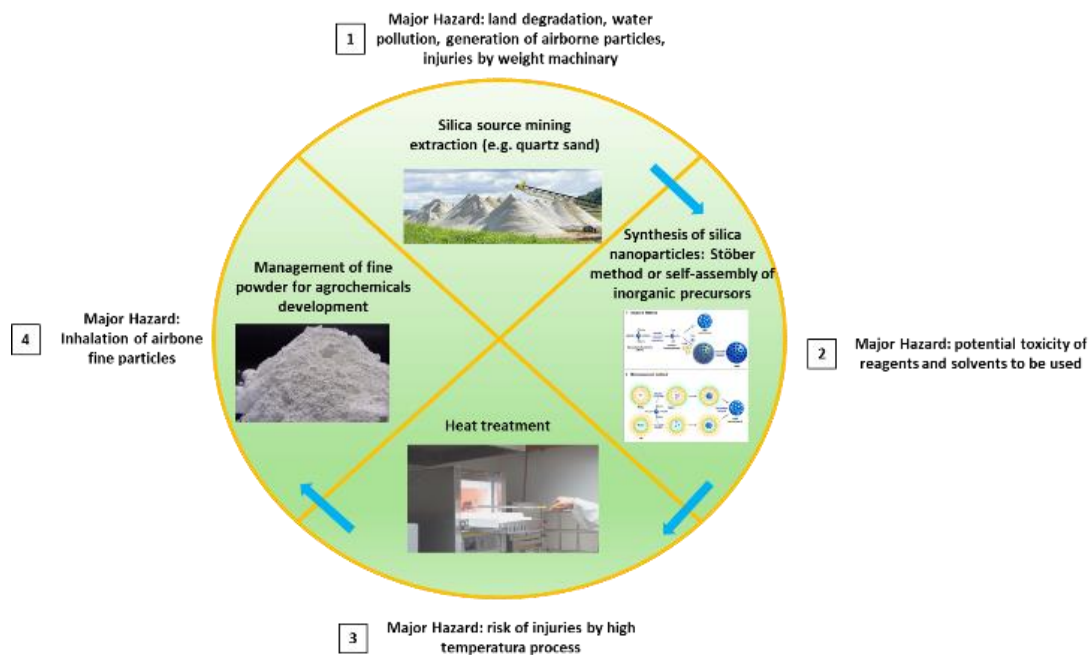 1
Major Hazard: land degradation, water
pollution, generation of airborne particles,
injuries by weight machinary
Silica source mining
extraction (e.g. quartz sand)
Synthesis of silica
nanoparticles: Stöber
method or self-assembly of
inorganic precursors
Management of fine
powder for agrochemicals
development
4
Major Hazard:
Inhalation of airbone
fine particles
2
Major Hazard: potential toxicity of
reagents and solvents to be used
Heat treatment
3
Major Hazard: risk of injuries by high
temperatura process